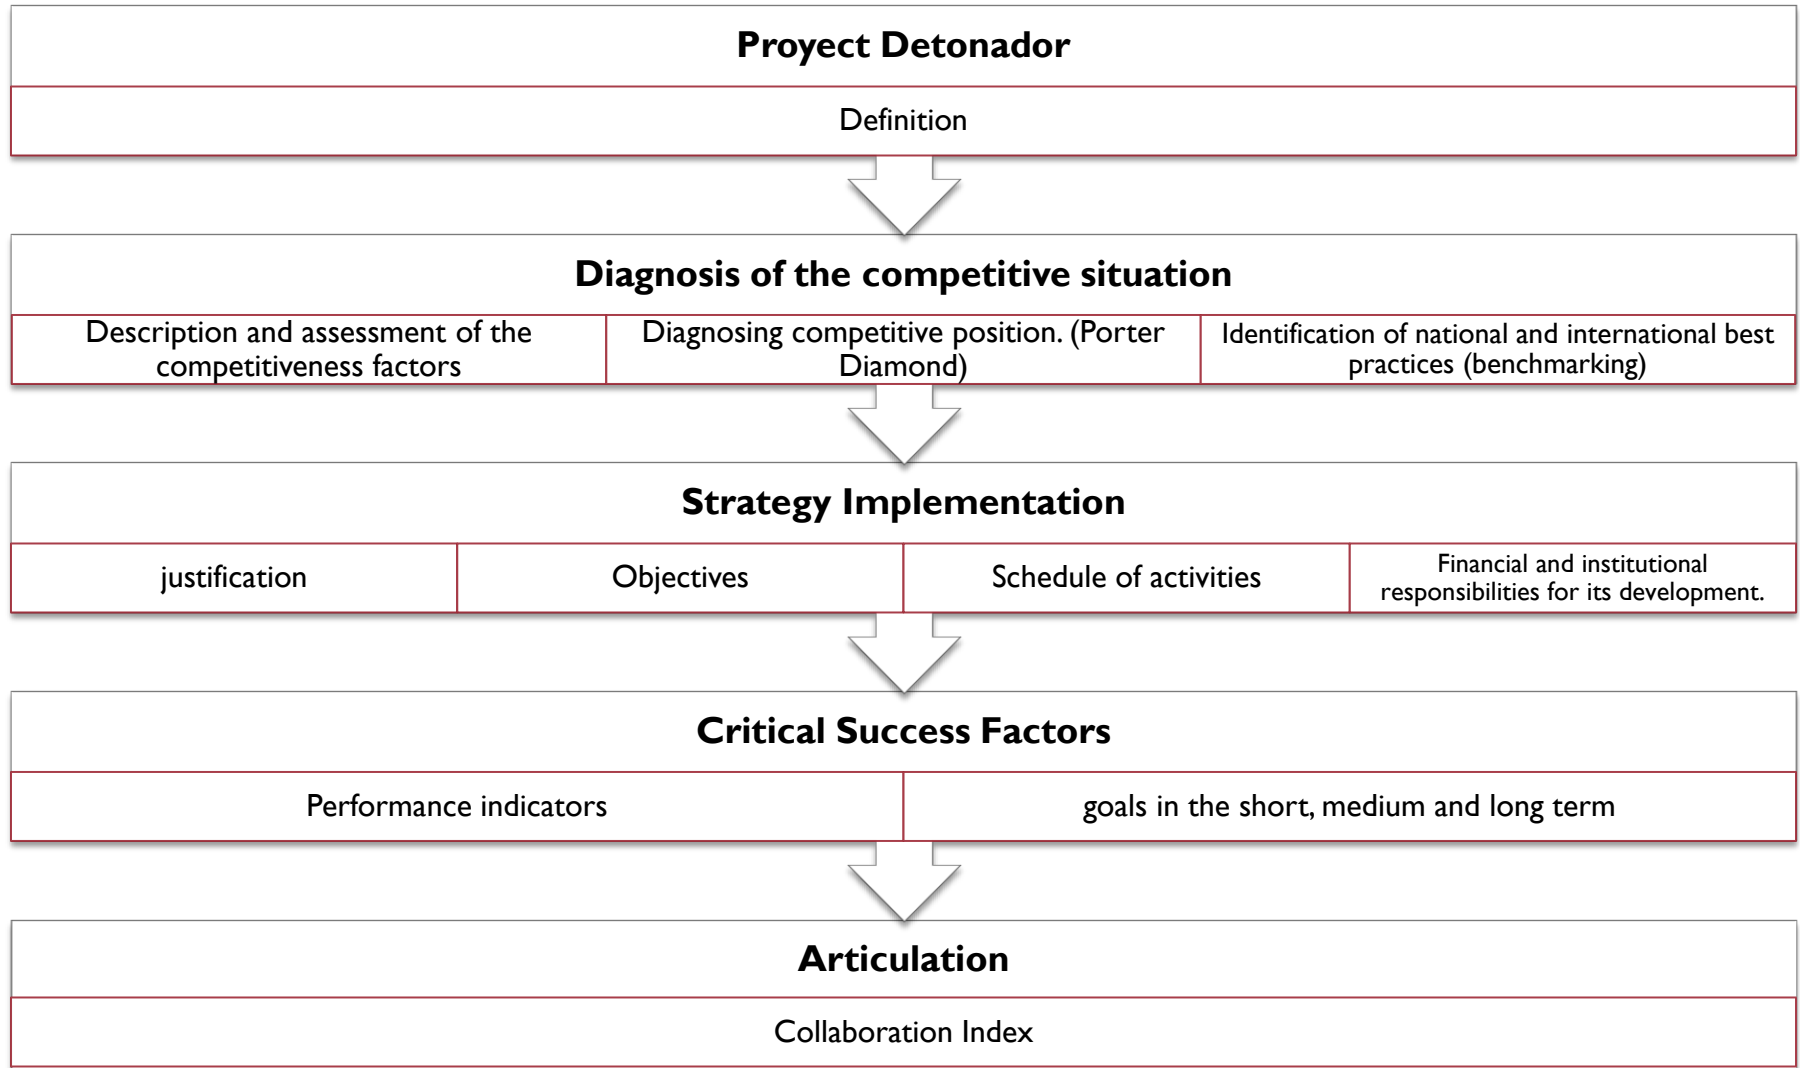 Proyect Detonador
Definition
Diagnosis of the competitive situation
Description and assessment of the
competitiveness factors
Diagnosing competitive position. (Porter
Diamond)
Identification of national and international best
practices (benchmarking)
Strategy Implementation
justification
Objectives
Schedule of activities
Financial and institutional
responsibilities for its development.
Critical Success Factors
Performance indicators
goals in the short, medium and long term
Articulation
Collaboration Index